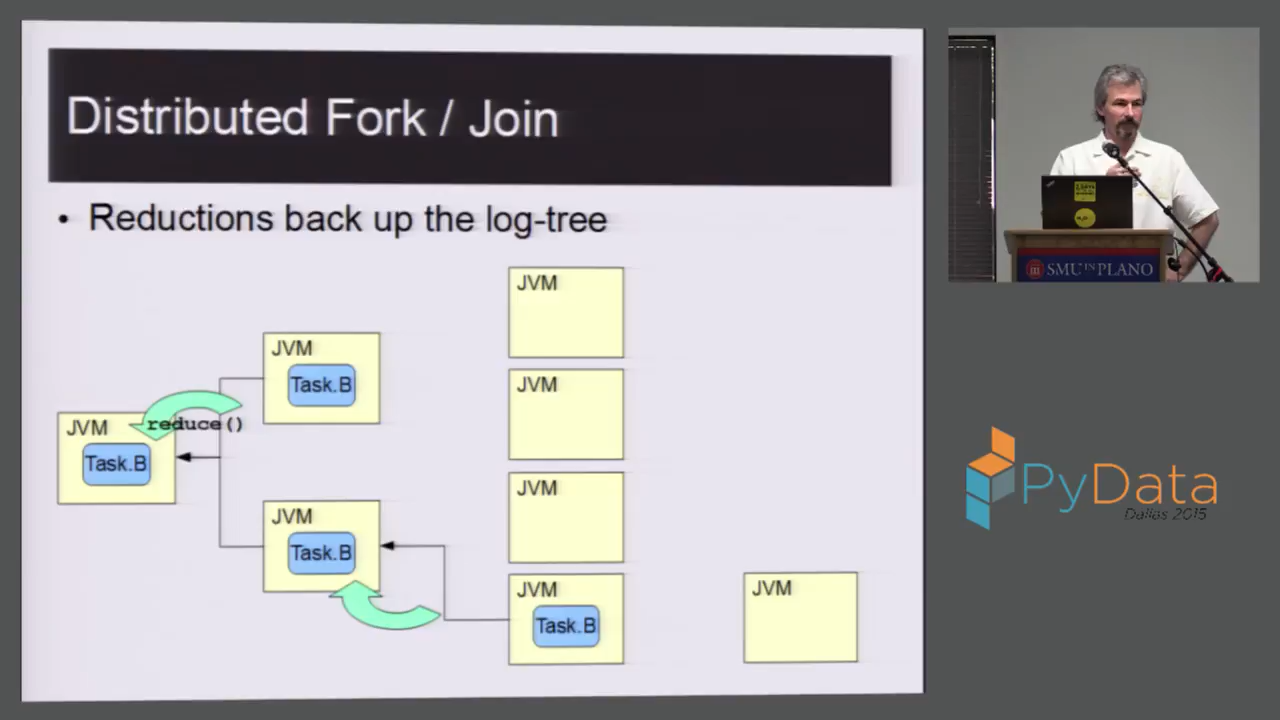 Distributed Fork / Join
• Reductions back up the log-tree
JVM
JVM
Task.B
JVM
reduce()
JVM
Task.B
JVM
JVM
Task.B
JVM
Task.B
JVM
SMU IN PLANO
PyData
Dallas 2015